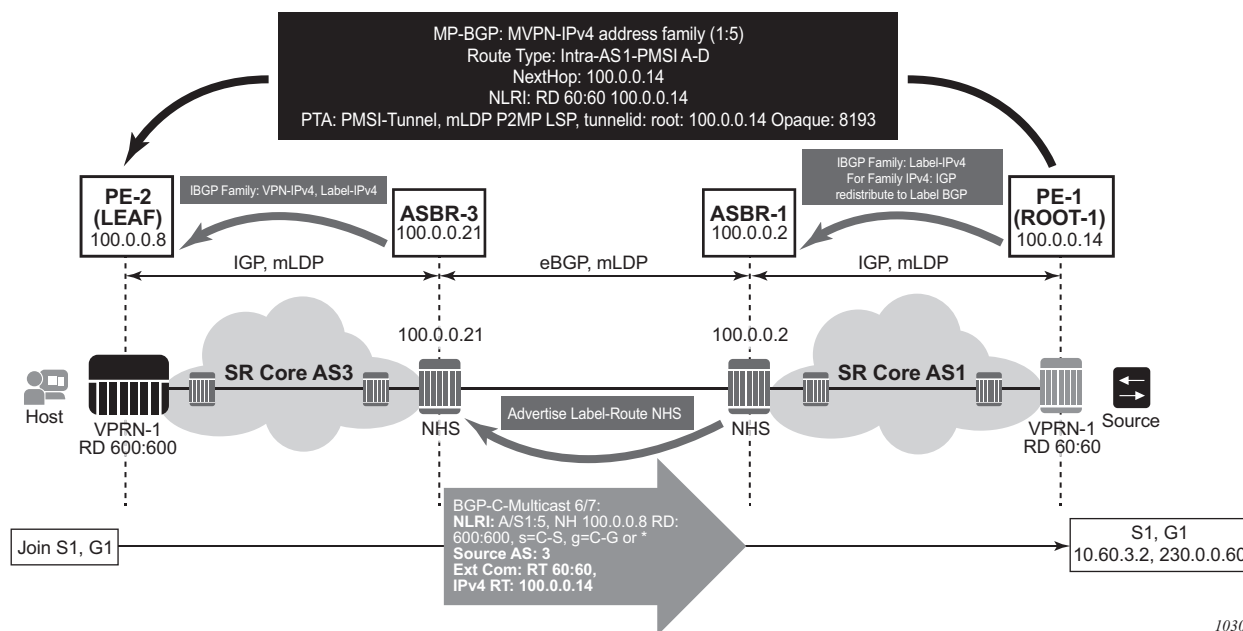 MP-BGP: MVPN-IPv4 address family (1:5)
Route Type: Intra-AS1-PMSI A-D
NextHop: 100.0.0.14
NLRI: RD 60:60 100.0.0.14
PTA: PMSI-Tunnel, mLDP P2MP LSP, tunnelid: root: 100.0.0.14 Opaque: 8193
PE-2
(LEAF)
100.0.0.8
IBGP Family: VPN-IPv4, Label-IPv4
ASBR-3
100.0.0.21
ASBR-1
100.0.0.2
IBGP Family: Label-IPv4
For Family IPv4: IGP
redistribute to Label BGP
PE-1
(ROOT-1)
100.0.0.14
IGP, mLDP
eBGP, mLDP
IGP, mLDP
100.0.0.21
100.0.0.2
SR Core AS3
SR Core AS1
Host
VPRN-1
RD 600:600
NHS
Advertise Label-Route NHS
NHS
VPRN-1
RD 60:60
Source
Join S1, G1
BGP-C-Multicast 6/7:
NLRI: A/S1:5, NH 100.0.0.8 RD:
600:600, s=C-S, g=C-G or *
Source AS: 3
Ext Com: RT 60:60,
IPv4 RT: 100.0.0.14
S1, G1
10.60.3.2, 230.0.0.60
1030